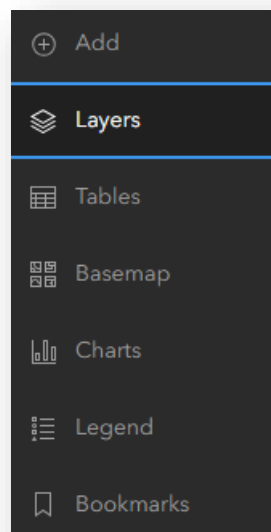 Add
Layers
Tables
Basemap
Charts
Legend
Bookmarks